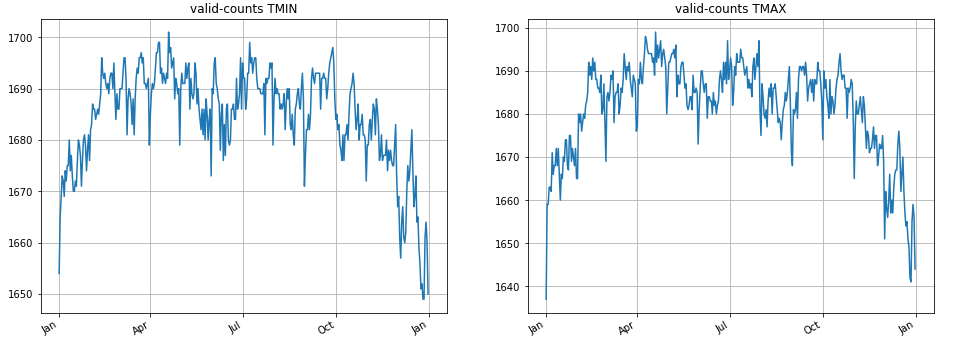 valid-counts TMIN
1700
1690
1680
1670
1660
1650
Jan
Apr
Jul
Oct
Jan
valid-counts TMAX
1700
1690
1680
1670
1660
1650
1640
Jan
Apr
Jul
Oct
Jan